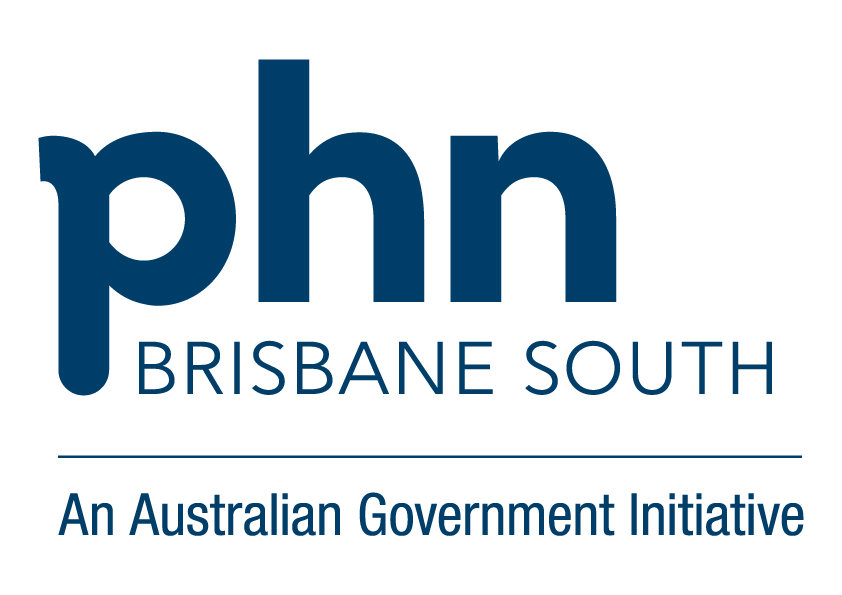 phn
BRISBANE SOUTH
An Australian Government Initiative